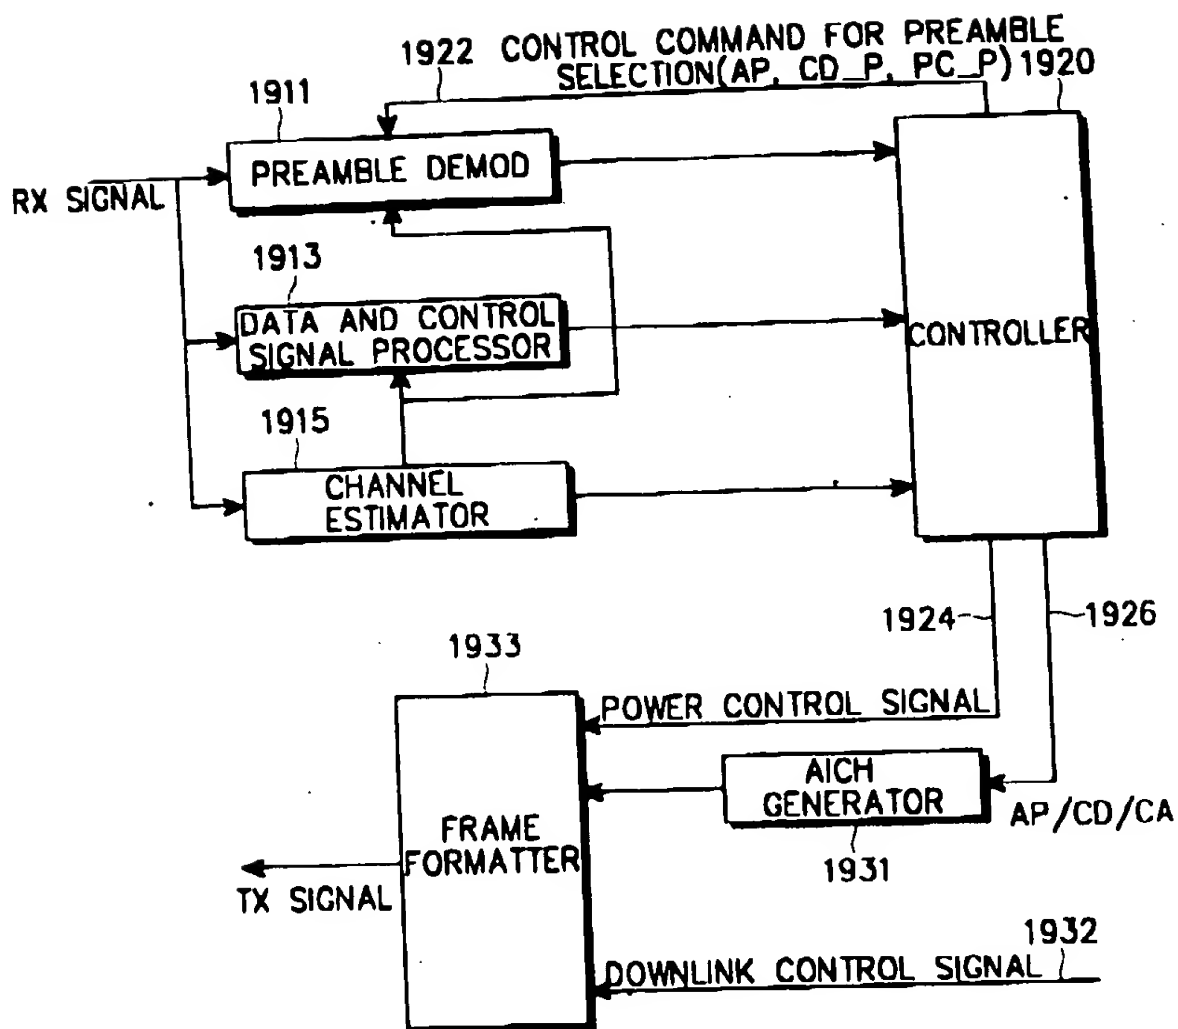 1922 CONTROL COMMAND FOR PREAMBLE
SELECTION(AP, CD_P, PC_P) 1920
1911
PREAMBLE DEMOD
RX SIGNAL
1913
DATA AND CONTROL
SIGNAL PROCESSOR
CONTROLLER
1915
CHANNEL
ESTIMATOR
1924
1926
1933
POWER CONTROL SIGNAL
AICH
GENERATOR
AP/CD/CA
FRAME
FORMATTER
1931
TX SIGNAL
1932
DOWNLINK CONTROL SIGNAL